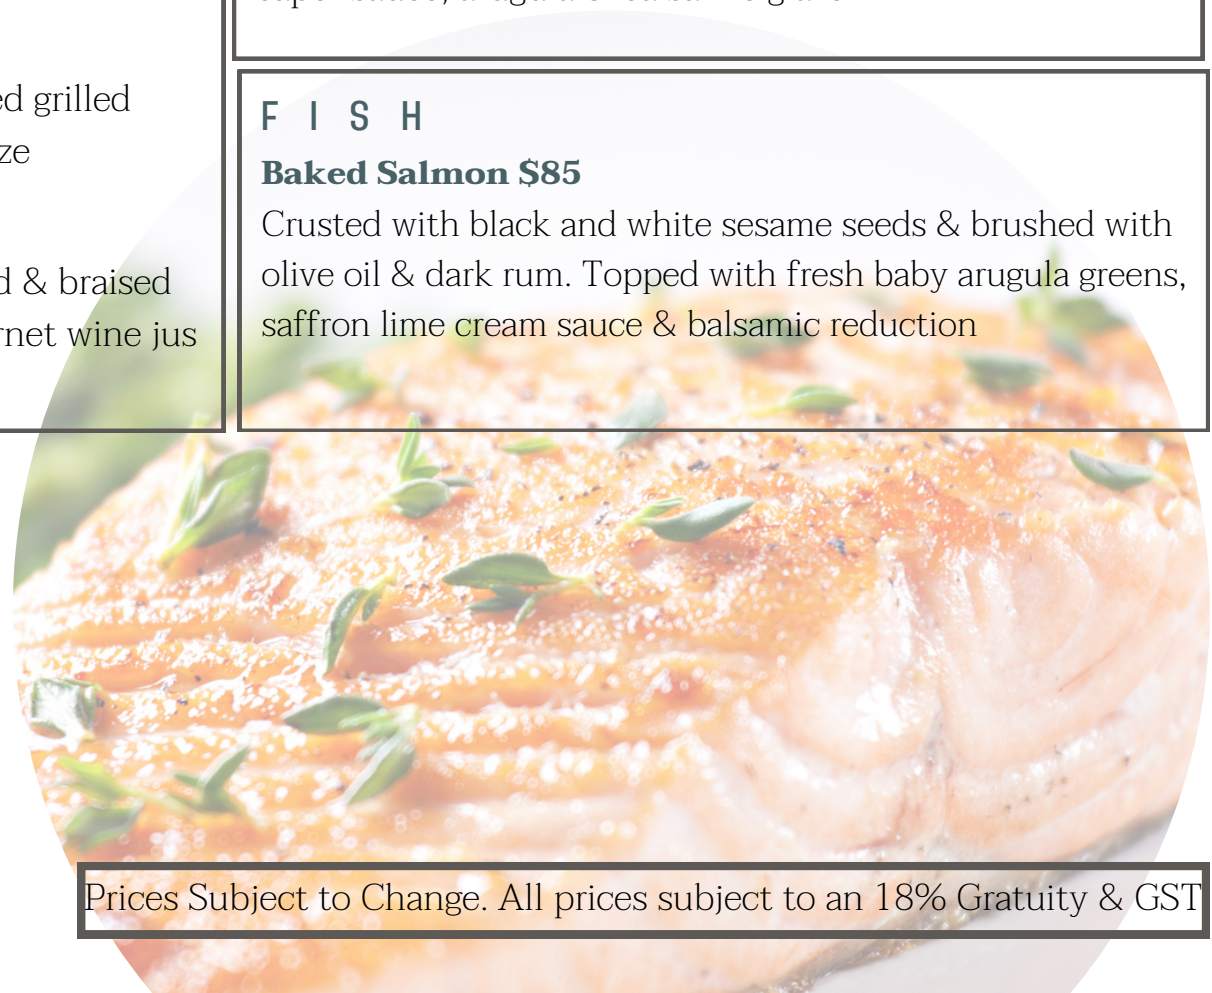 ed grilled
ze
d & braised
rnet wine jus
F I S H
Baked Salmon $85
Crusted with black and white sesame seeds & brushed with
olive oil & dark rum. Topped with fresh baby arugula greens,
saffron lime cream sauce & balsamic reduction
Prices Subject to Change. All prices subject to an 18% Gratuity & GST